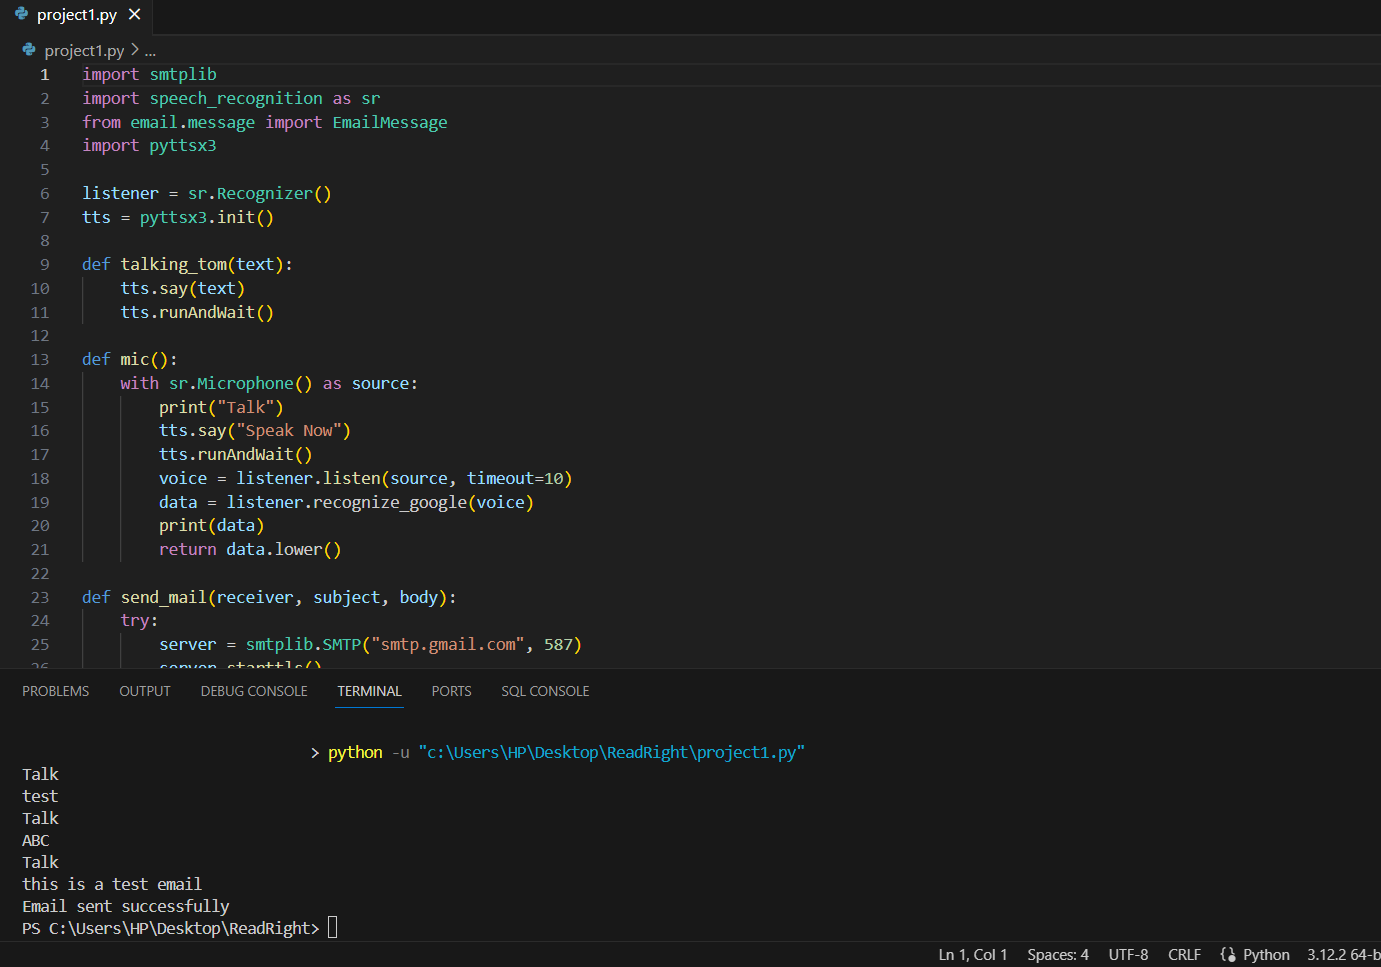 project1.py
project1.py > ...
1 import smtplib
2 import speech_recognition as sr
3 from email.message import EmailMessage
4 import pyttsx3
5
6 listener = sr.Recognizer()
7 tts = pyttsx3.init()
8
9 def talking_tom(text):
10     tts.say(text)
11     tts.runAndWait()
12
13 def mic():
14     with sr.Microphone() as source:
15         print("Talk")
16         tts.say("Speak Now")
17         tts.runAndWait()
18         voice = listener.listen(source, timeout=10)
19         data = listener.recognize_google(voice)
20         print(data)
21         return data.lower()
22
23 def send_mail(receiver, subject, body):
24     try:
25         server = smtplib.SMTP("smtp.gmail.com", 587)
26         server.starttls()
PROBLEMS OUTPUT DEBUG CONSOLE TERMINAL PORTS SQL CONSOLE
> python -u "c:\Users\HP\Desktop\ReadRight\project1.py"
Talk
test
Talk
ABC
Talk
this is a test email
Email sent successfully
PS C:\Users\HP\Desktop\ReadRight>
Ln 1, Col 1 Spaces: 4 UTF-8 CRLF Python 3.12.2 64-b